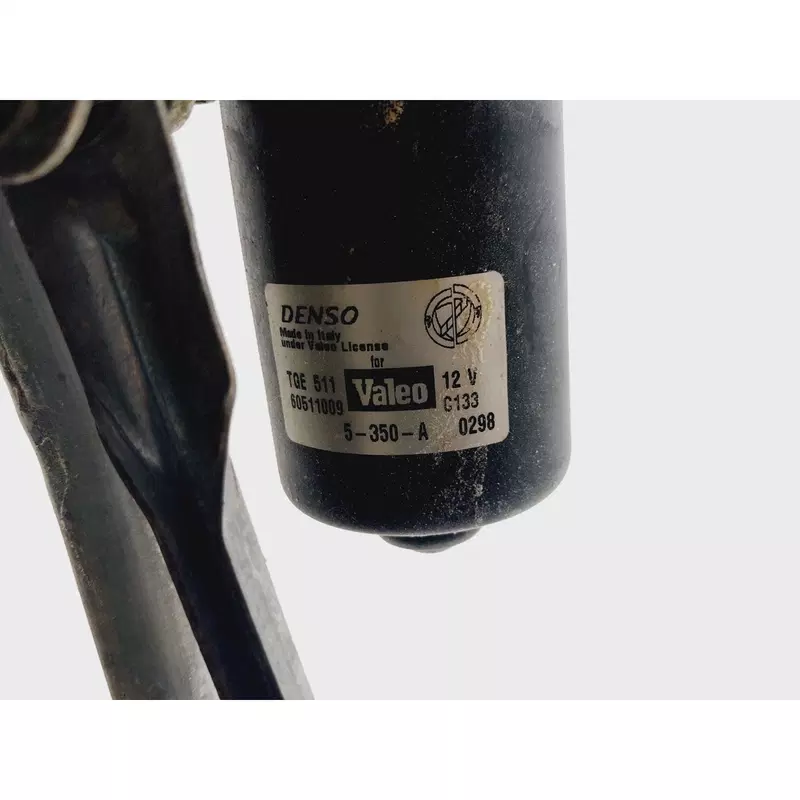 DENSO
Made in Italy
under Valeo License
for
TGE 511 Valeo 12 V
60511009 C133
5-350-A 0298